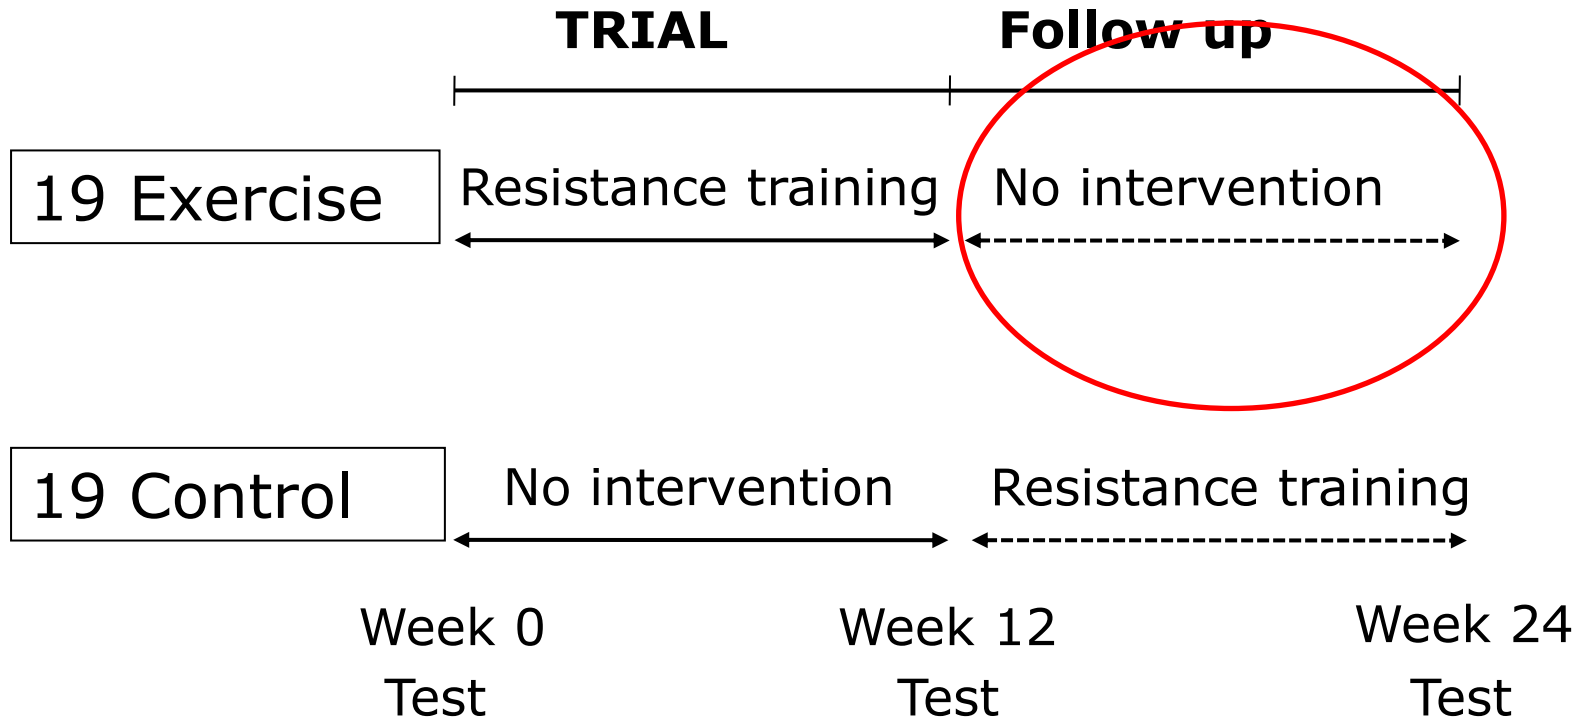 TRIAL Follow up
19 Exercise Resistance training No intervention
19 Control No intervention Resistance training
Week 0 Week 12 Week 24
Test Test Test